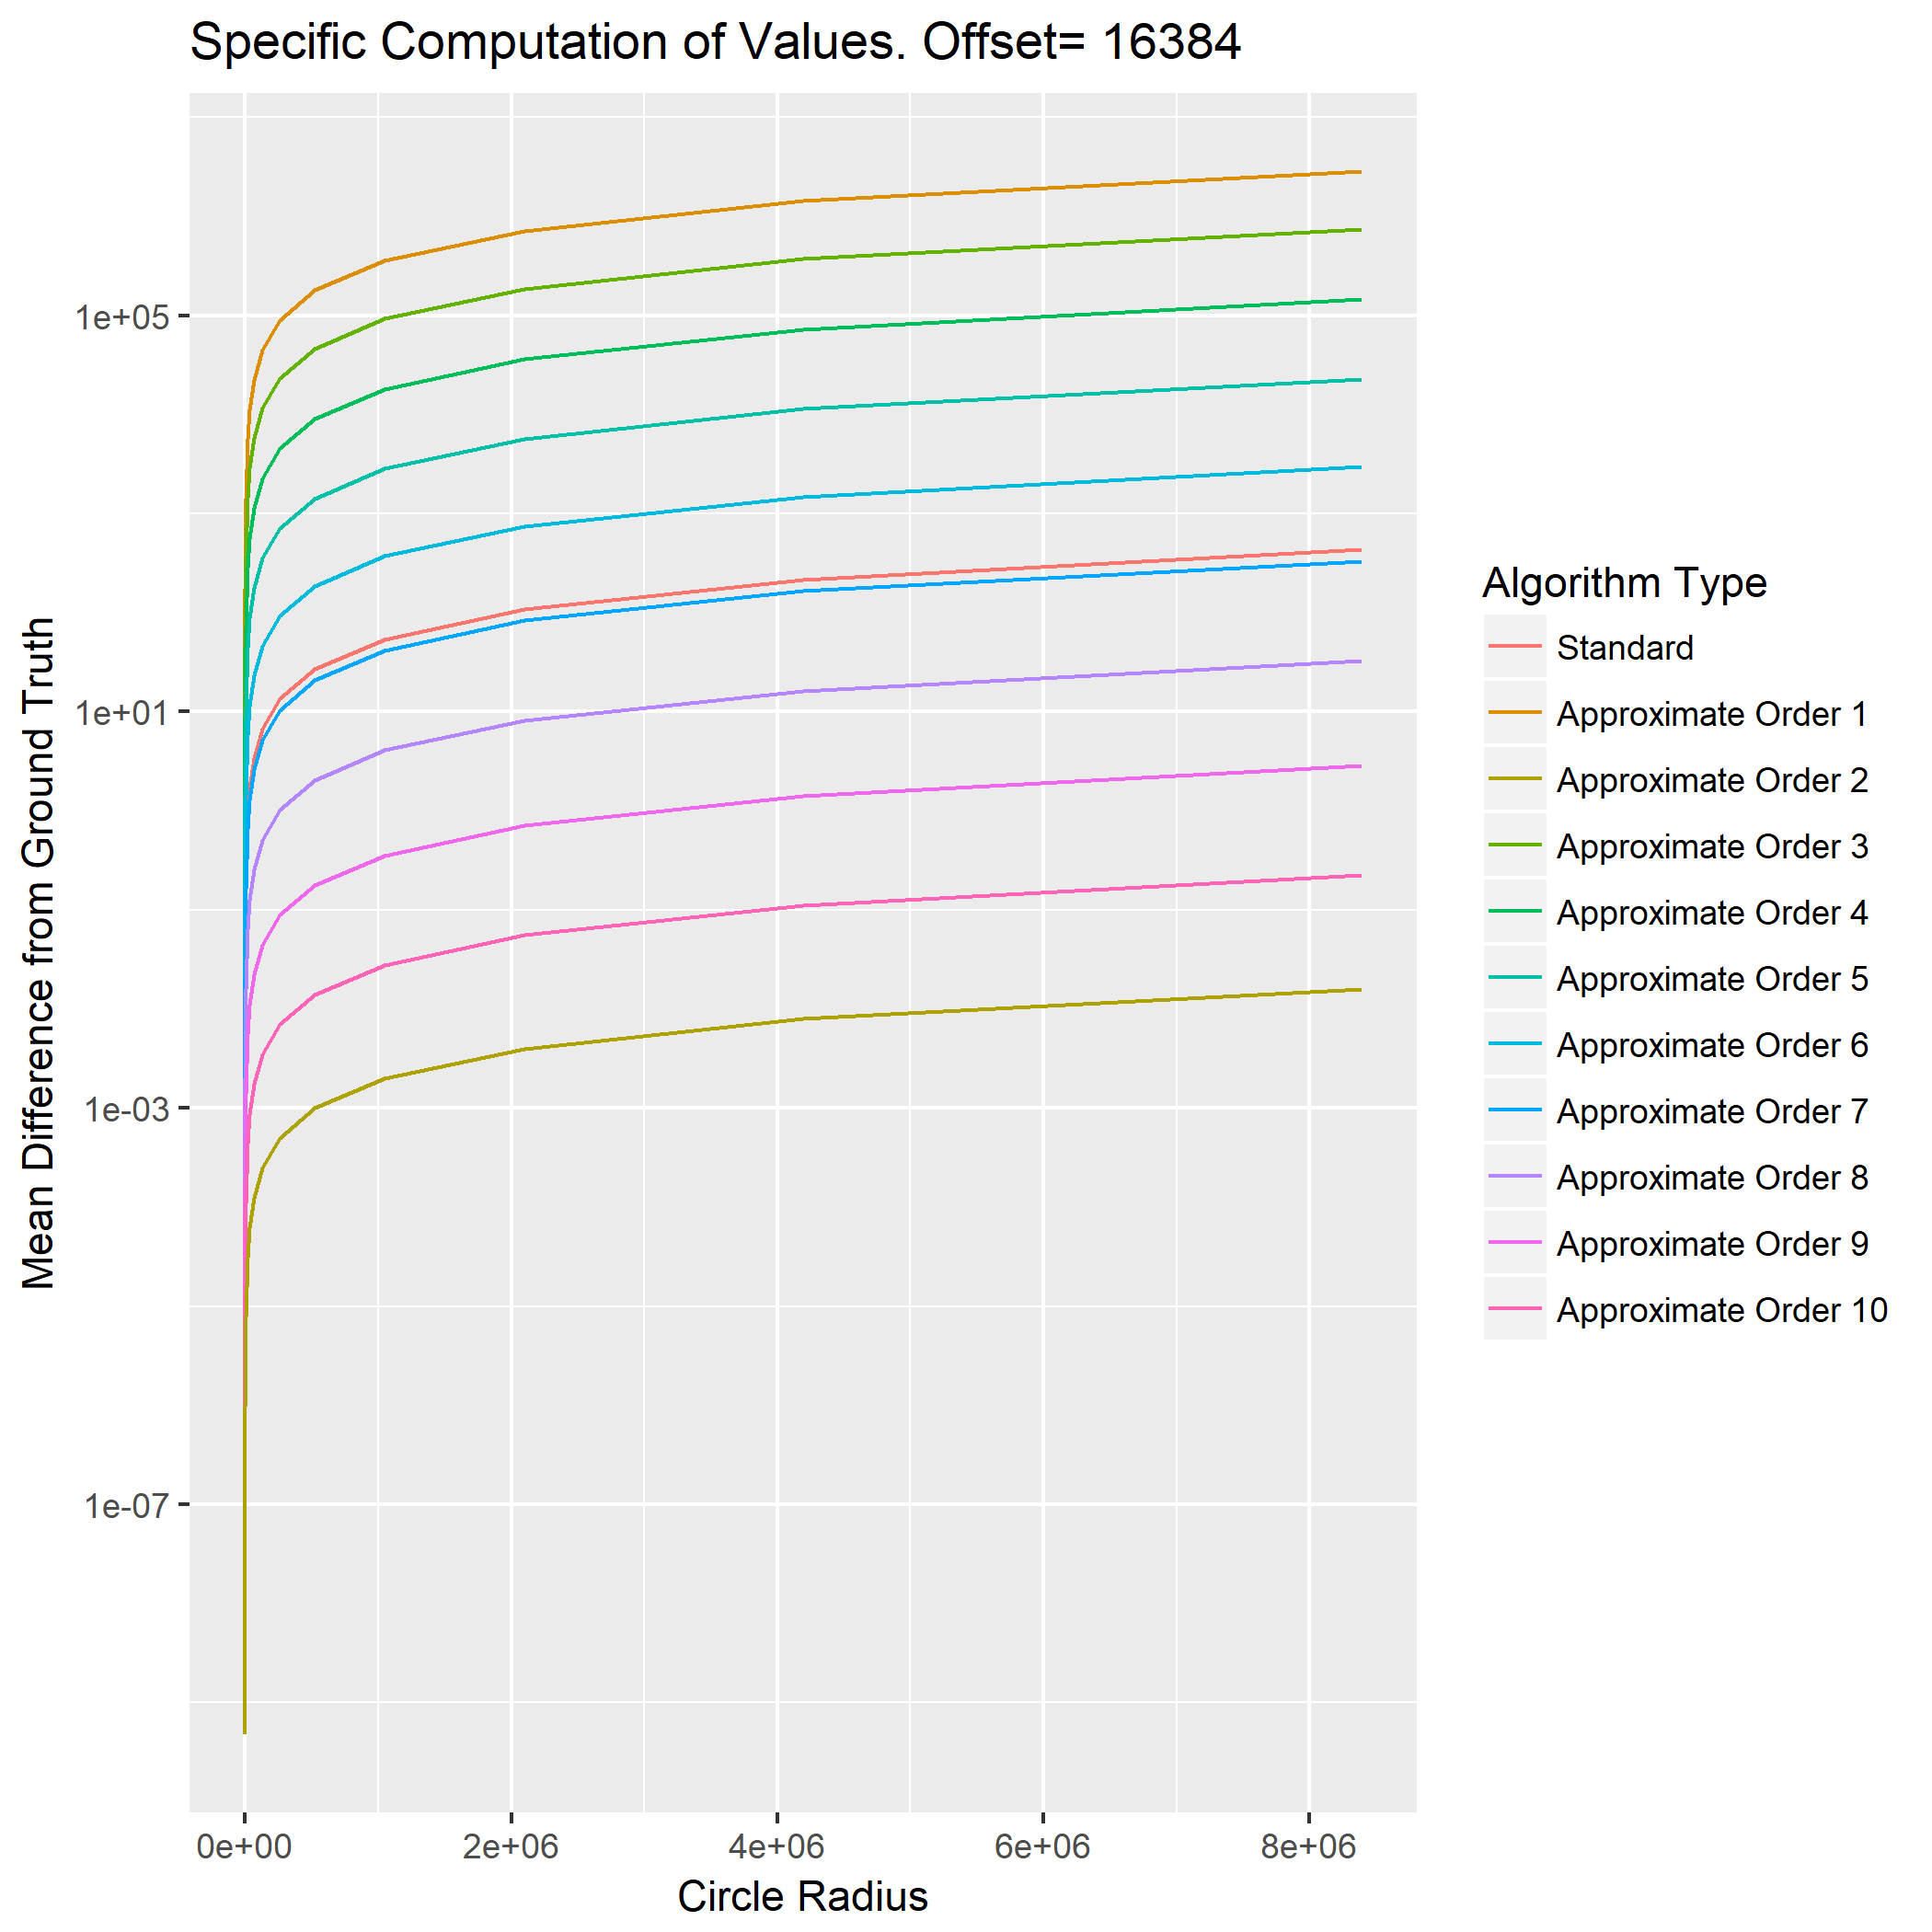 Specific Computation of Values. Offset= 16384
Mean Difference from Ground Truth
1e+05
1e+01
1e-03
1e-07
0e+00
2e+06
4e+06
6e+06
8e+06
Circle Radius
Algorithm Type
Standard
Approximate Order 1
Approximate Order 2
Approximate Order 3
Approximate Order 4
Approximate Order 5
Approximate Order 6
Approximate Order 7
Approximate Order 8
Approximate Order 9
Approximate Order 10